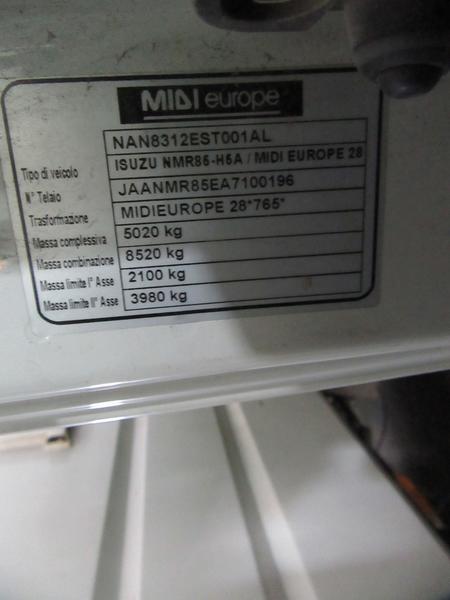 MIDI europe
NAN8312EST001AL
Tipo di veicolo ISUZU NMR85-H5A / MIDI EUROPE 28
N° Telaio JAANMR85EA7100196
Trasformazione MIDIEUROPE 28*765*
Massa complessiva 5020 kg
Massa combinazione 8520 kg
Massa limite I° Asse 2100 kg
Massa limite II° Asse 3980 kg